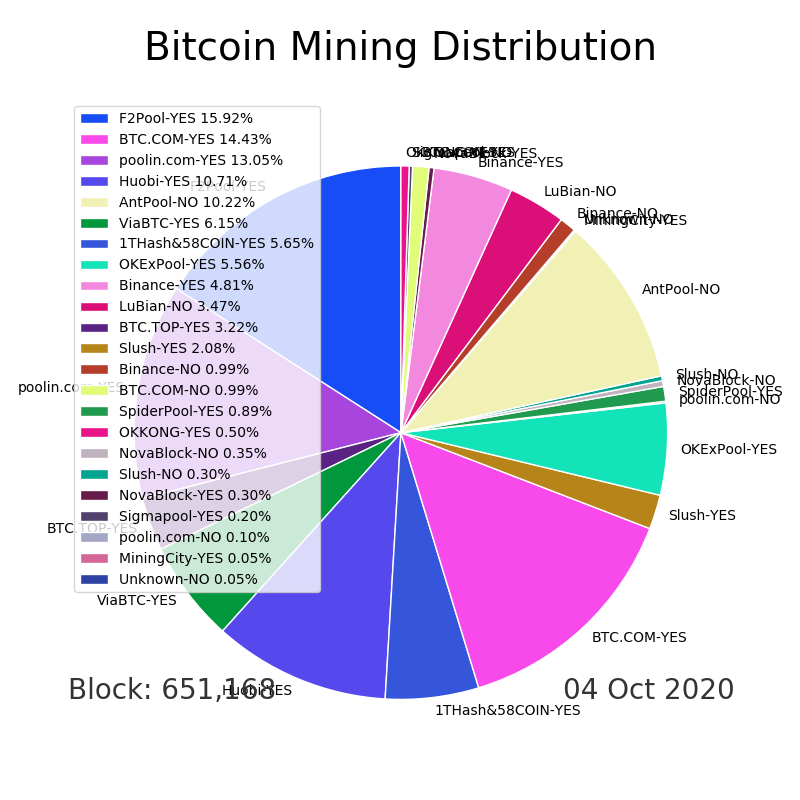 Bitcoin Mining Distribution
F2Pool-YES 15.92%
BTC.COM-YES 14.43%
poolin.com-YES 13.05%
Huobi-YES 10.71%
AntPool-NO 10.22%
ViaBTC-YES 6.15%
1THash&58COIN-YES 5.65%
OKExPool-YES 5.56%
Binance-YES 4.81%
LuBian-NO 3.47%
BTC.TOP-YES 3.22%
Slush-YES 2.08%
Binance-NO 0.99%
BTC.COM-NO 0.99%
SpiderPool-YES 0.89%
OKKONG-YES 0.50%
NovaBlock-NO 0.35%
Slush-NO 0.30%
NovaBlock-YES 0.30%
Sigmapool-YES 0.20%
poolin.com-NO 0.10%
MiningCity-YES 0.05%
Unknown-NO 0.05%
Binance-YES
LuBian-NO
Binance-NO
MiningCity-YES
AntPool-NO
Slush-NO
NovaBlock-NO
SpiderPool-YES
poolin.com-NO
OKExPool-YES
Slush-YES
BTC.COM-YES
1THash&58COIN-YES
Huobi-YES
ViaBTC-YES
BTC.TOP-YES
poolin.com-YES
F2Pool-YES
Block: 651,168
04 Oct 2020